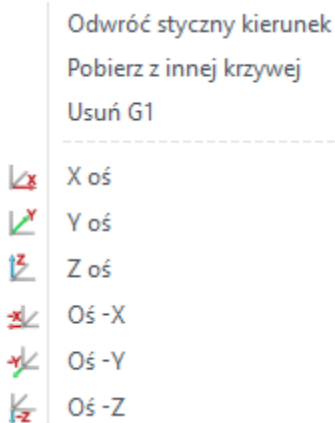 Odwróć styczny kierunek
Pobierz z innej krzywej
Usuń G1
X X oś
Y Y oś
Z Z oś
-X Oś -X
-Y Oś -Y
-Z Oś -Z